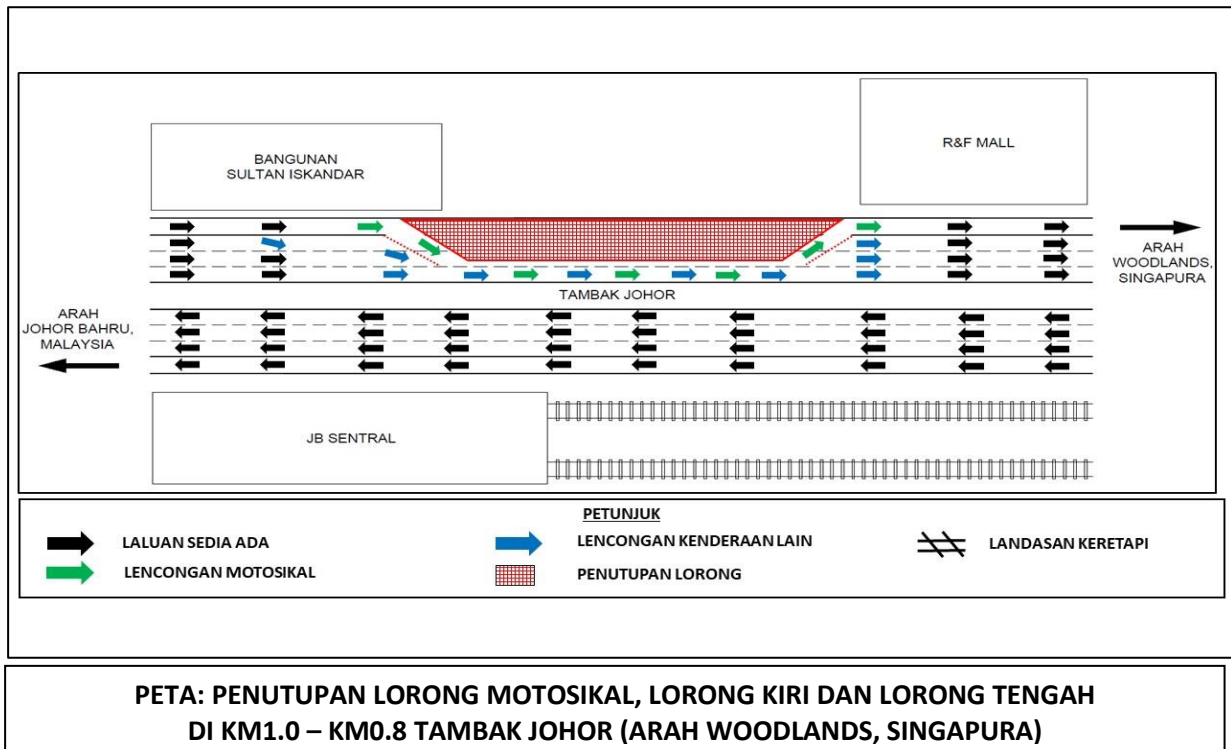 BANGUNAN
SULTAN ISKANDAR
R&F MALL
ARAH
WOODLANDS,
SINGAPURA
TAMBAK JOHOR
ARAH
JOHOR BAHRU,
MALAYSIA
JB SENTRAL
PETUNJUK
LALUAN SEDIA ADA
LENCONGAN KENDERAAN LAIN
LANDASAN KERETAPI
LENCONGAN MOTOSIKAL
PENUTUPAN LORONG
PETA: PENUTUPAN LORONG MOTOSIKAL, LORONG KIRI DAN LORONG TENGAH
DI KM1.0 – KM0.8 TAMBAK JOHOR (ARAH WOODLANDS, SINGAPURA)